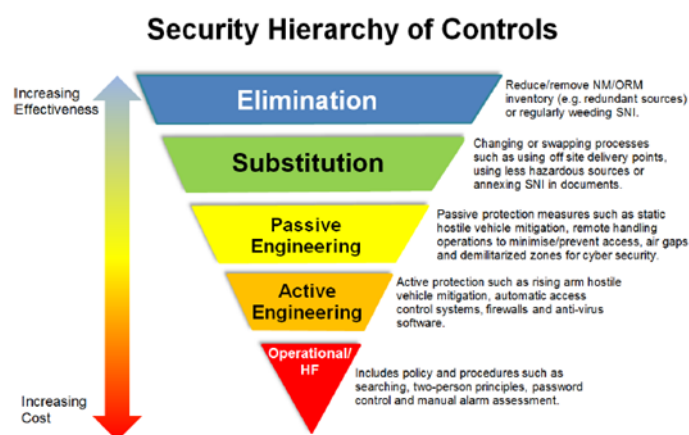 Security Hierarchy of Controls
Increasing
Effectiveness
Elimination
Reduce/remove NM/ORM
inventory (e.g. redundant sources)
or regularly weeding SNI.
Substitution
Changing or swapping processes
such as using off site delivery points,
using less hazardous sources or
annexing SNI in documents.
Passive
Engineering
Passive protection measures such as static
hostile vehicle mitigation, remote handling
operations to minimise/prevent access, air gaps
and demilitarized zones for cyber security.
Active
Engineering
Active protection such as rising arm hostile
vehicle mitigation, automatic access
control systems, firewalls and anti-virus
software.
Operational/
HF
Includes policy and procedures such as
searching, two-person principles, password
control and manual alarm assessment.
Increasing
Cost